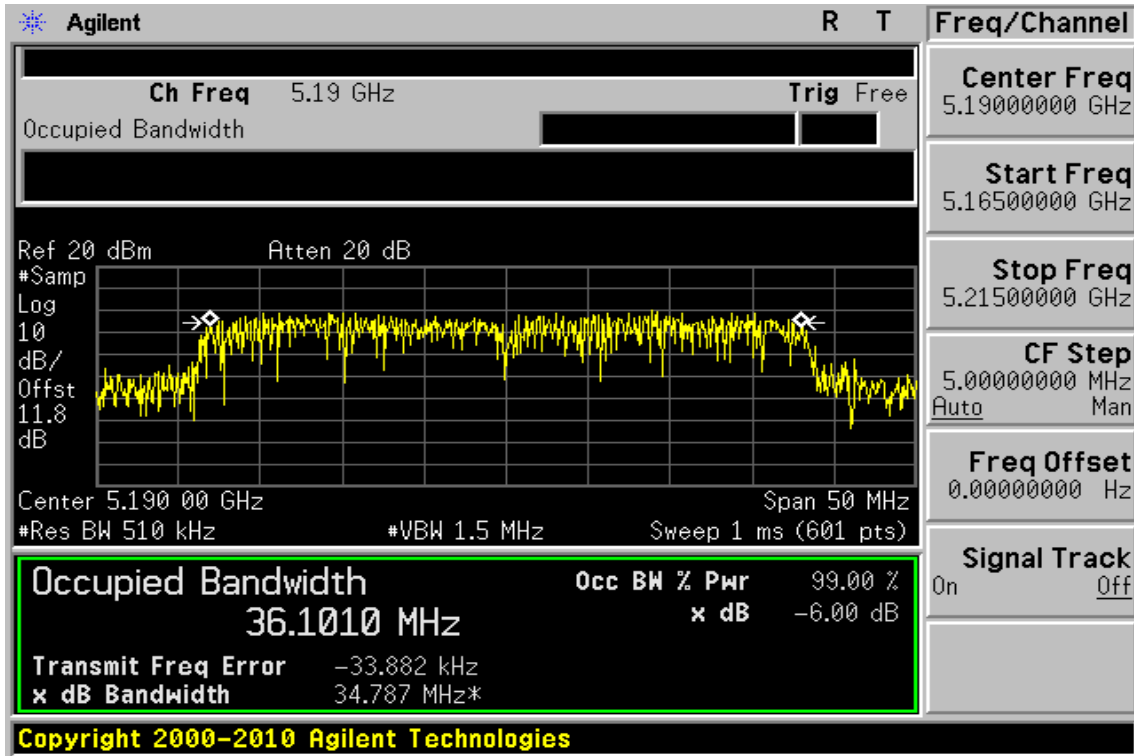 Agilent R T
Freq/Channel
Ch Freq 5.19 GHz Trig Free
Occupied Bandwidth
Center Freq
5.19000000 GHz
Start Freq
5.16500000 GHz
Stop Freq
5.21500000 GHz
CF Step
5.00000000 MHz
Auto Man
Freq Offset
0.00000000 Hz
Signal Track
On Off
Ref 20 dBm Atten 20 dB
#Samp
Log
10
dB/
Offst
11.8
dB
Center 5.190 00 GHz Span 50 MHz
#Res BW 510 kHz #VBW 1.5 MHz Sweep 1 ms (601 pts)
Occupied Bandwidth Occ BW % Pwr 99.00 %
36.1010 MHz x dB -6.00 dB
Transmit Freq Error -33.882 kHz
x dB Bandwidth 34.787 MHz*
Copyright 2000-2010 Agilent Technologies